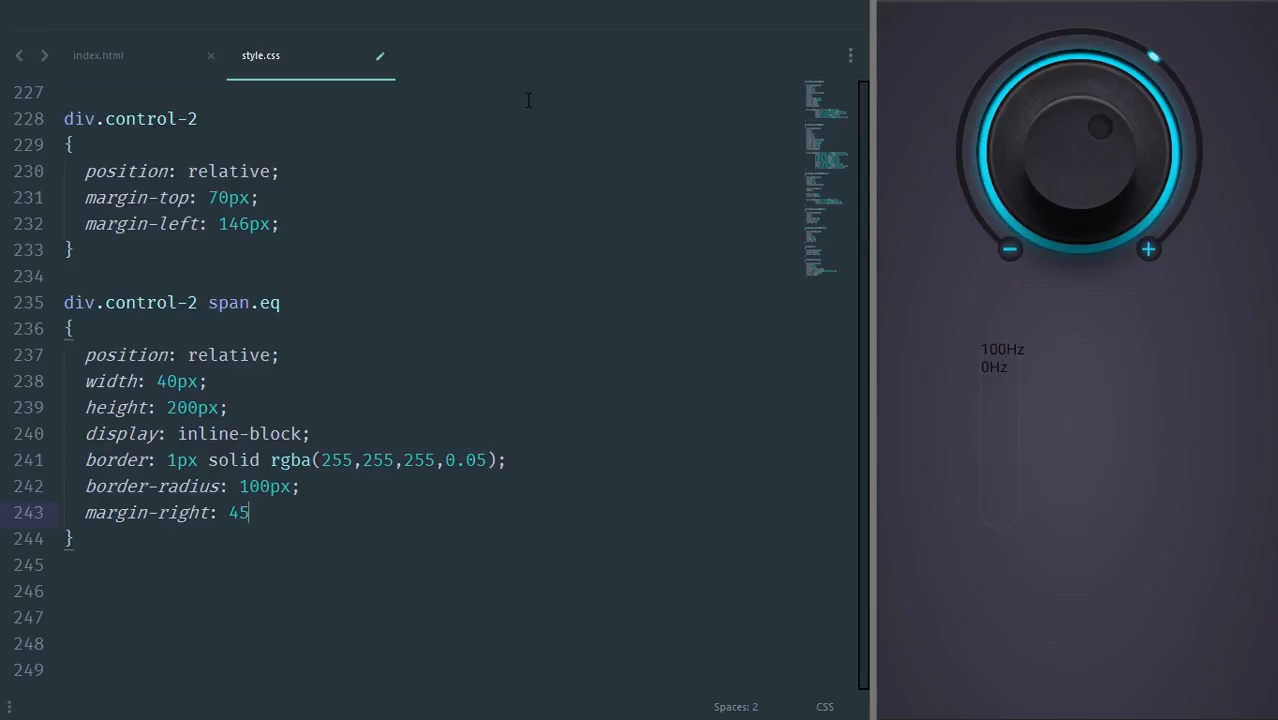 index.html ×
style.css
227
228 div.control-2
229 {
230 position: relative;
231 margin-top: 70px;
232 margin-left: 146px;
233 }
234
235 div.control-2 span.eq
236 {
237 position: relative;
238 width: 40px;
239 height: 200px;
240 display: inline-block;
241 border: 1px solid rgba(255,255,255,0.05);
242 border-radius: 100px;
243 margin-right: 45
244 }
245
246
247
248
249
Spaces: 2
CSS
− +
100Hz
0Hz